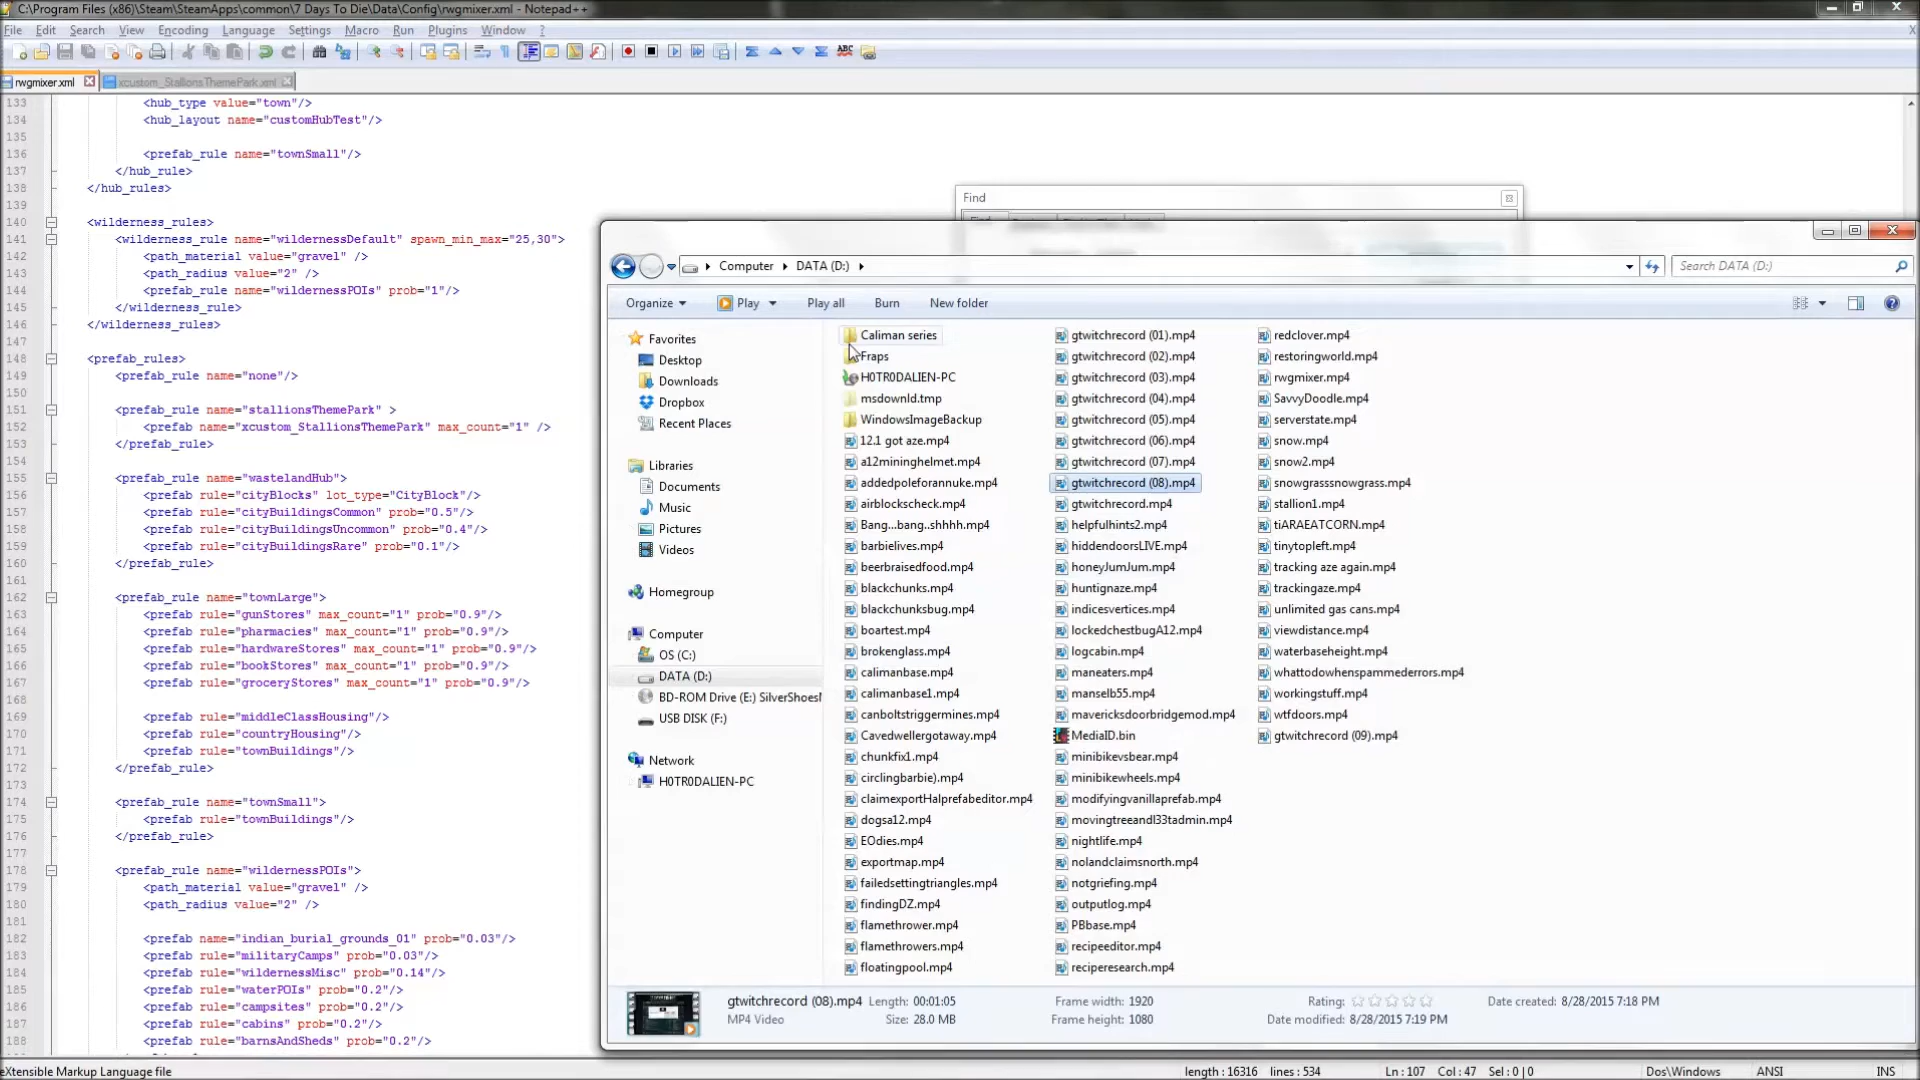 C:\Program Files (x86)\Steam\SteamApps\common\7 Days To Die\Data\Config\rwgmixer.xml - Notepad++
File Edit Search View Encoding Language Settings Macro Run Plugins Window ? X
rwgmixer.xml xcustom_StallionsThemePark.xml
133 <hub_type value="town"/>
134 <hub_layout name="customHubTest"/>
135
136 <prefab_rule name="townSmall"/>
137 </hub_rule>
138 </hub_rules>
139
140 <wilderness_rules>
141 <wilderness_rule name="wildernessDefault" spawn_min_max="25,30">
142 <path_material value="gravel" />
143 <path_radius value="2" />
144 <prefab_rule name="wildernessPOIs" prob="1"/>
145 </wilderness_rule>
146 </wilderness_rules>
147
148 <prefab_rules>
149 <prefab_rule name="none"/>
150
151 <prefab_rule name="stallionsThemePark" >
152 <prefab name="xcustom_StallionsThemePark" max_count="1" />
153 </prefab_rule>
154
155 <prefab_rule name="wastelandHub">
156 <prefab rule="cityBlocks" lot_type="CityBlock"/>
157 <prefab rule="cityBuildingsCommon" prob="0.5"/>
158 <prefab rule="cityBuildingsUncommon" prob="0.4"/>
159 <prefab rule="cityBuildingsRare" prob="0.1"/>
160 </prefab_rule>
161
162 <prefab_rule name="townLarge">
163 <prefab rule="gunStores" max_count="1" prob="0.9"/>
164 <prefab rule="pharmacies" max_count="1" prob="0.9"/>
165 <prefab rule="hardwareStores" max_count="1" prob="0.9"/>
166 <prefab rule="bookStores" max_count="1" prob="0.9"/>
167 <prefab rule="groceryStores" max_count="1" prob="0.9"/>
168
169 <prefab rule="middleClassHousing"/>
170 <prefab rule="countryHousing"/>
171 <prefab rule="townBuildings"/>
172 </prefab_rule>
173
174 <prefab_rule name="townSmall">
175 <prefab rule="townBuildings"/>
176 </prefab_rule>
177
178 <prefab_rule name="wildernessPOIs">
179 <path_material value="gravel" />
180 <path_radius value="2" />
181
182 <prefab name="indian_burial_grounds_01" prob="0.03"/>
183 <prefab rule="militaryCamps" prob="0.03"/>
184 <prefab rule="wildernessMisc" prob="0.14"/>
185 <prefab rule="waterPOIs" prob="0.2"/>
186 <prefab rule="campsites" prob="0.2"/>
187 <prefab rule="cabins" prob="0.2"/>
188 <prefab rule="barnsAndSheds" prob="0.2"/>
Find
Computer DATA (D:)
Search DATA (D:)
Organize Play Play all Burn New folder
Favorites
Desktop
Downloads
Dropbox
Recent Places
Libraries
Documents
Music
Pictures
Videos
Homegroup
Computer
OS (C:)
DATA (D:)
BD-ROM Drive (E:) SilverShoes
USB DISK (F:)
Network
H0TR0DALIEN-PC
Caliman series
Fraps
H0TR0DALIEN-PC
msdownld.tmp
WindowsImageBackup
12.1 got aze.mp4
a12mininghelmet.mp4
addedpoleforannuke.mp4
airblockscheck.mp4
Bang...bang..shhhh.mp4
barbielives.mp4
beerbraisedfood.mp4
blackchunks.mp4
blackchunksbug.mp4
boartest.mp4
brokenglass.mp4
calimanbase.mp4
calimanbase1.mp4
canboltstriggermines.mp4
Cavedwellergotaway.mp4
chunkfix1.mp4
circlingbarbie).mp4
claimexportHalprefabeditor.mp4
dogsa12.mp4
EOdies.mp4
exportmap.mp4
failedsettingtriangles.mp4
findingDZ.mp4
flamethrower.mp4
flamethrowers.mp4
floatingpool.mp4
gtwitchrecord (01).mp4
gtwitchrecord (02).mp4
gtwitchrecord (03).mp4
gtwitchrecord (04).mp4
gtwitchrecord (05).mp4
gtwitchrecord (06).mp4
gtwitchrecord (07).mp4
gtwitchrecord (08).mp4
gtwitchrecord.mp4
helpfulhints2.mp4
hiddendoorsLIVE.mp4
honeyJumJum.mp4
huntignaze.mp4
indicesvertices.mp4
lockedchestbugA12.mp4
logcabin.mp4
maneaters.mp4
manselb55.mp4
mavericksdoorbridgemod.mp4
MediaID.bin
minibikevsbear.mp4
minibikewheels.mp4
modifyingvanillaprefab.mp4
movingtreeandl33tadmin.mp4
nightlife.mp4
nolandclaimsnorth.mp4
notgriefing.mp4
outputlog.mp4
PBbase.mp4
recipeeditor.mp4
reciperesearch.mp4
redclover.mp4
restoringworld.mp4
rwgmixer.mp4
SavvyDoodle.mp4
serverstate.mp4
snow.mp4
snow2.mp4
snowgrasssnowgrass.mp4
stallion1.mp4
tiARAEATCORN.mp4
tinytopleft.mp4
tracking aze again.mp4
trackingaze.mp4
unlimited gas cans.mp4
viewdistance.mp4
waterbaseheight.mp4
whattodowhenspammederrors.mp4
workingstuff.mp4
wtfdoors.mp4
gtwitchrecord (09).mp4
gtwitchrecord (08).mp4 Length: 00:01:05 Frame width: 1920 Rating: Date created: 8/28/2015 7:18 PM
MP4 Video Size: 28.0 MB Frame height: 1080 Date modified: 8/28/2015 7:19 PM
eXtensible Markup Language file length : 16316 lines : 534 Ln : 107 Col : 47 Sel : 0 | 0 Dos\Windows ANSI INS